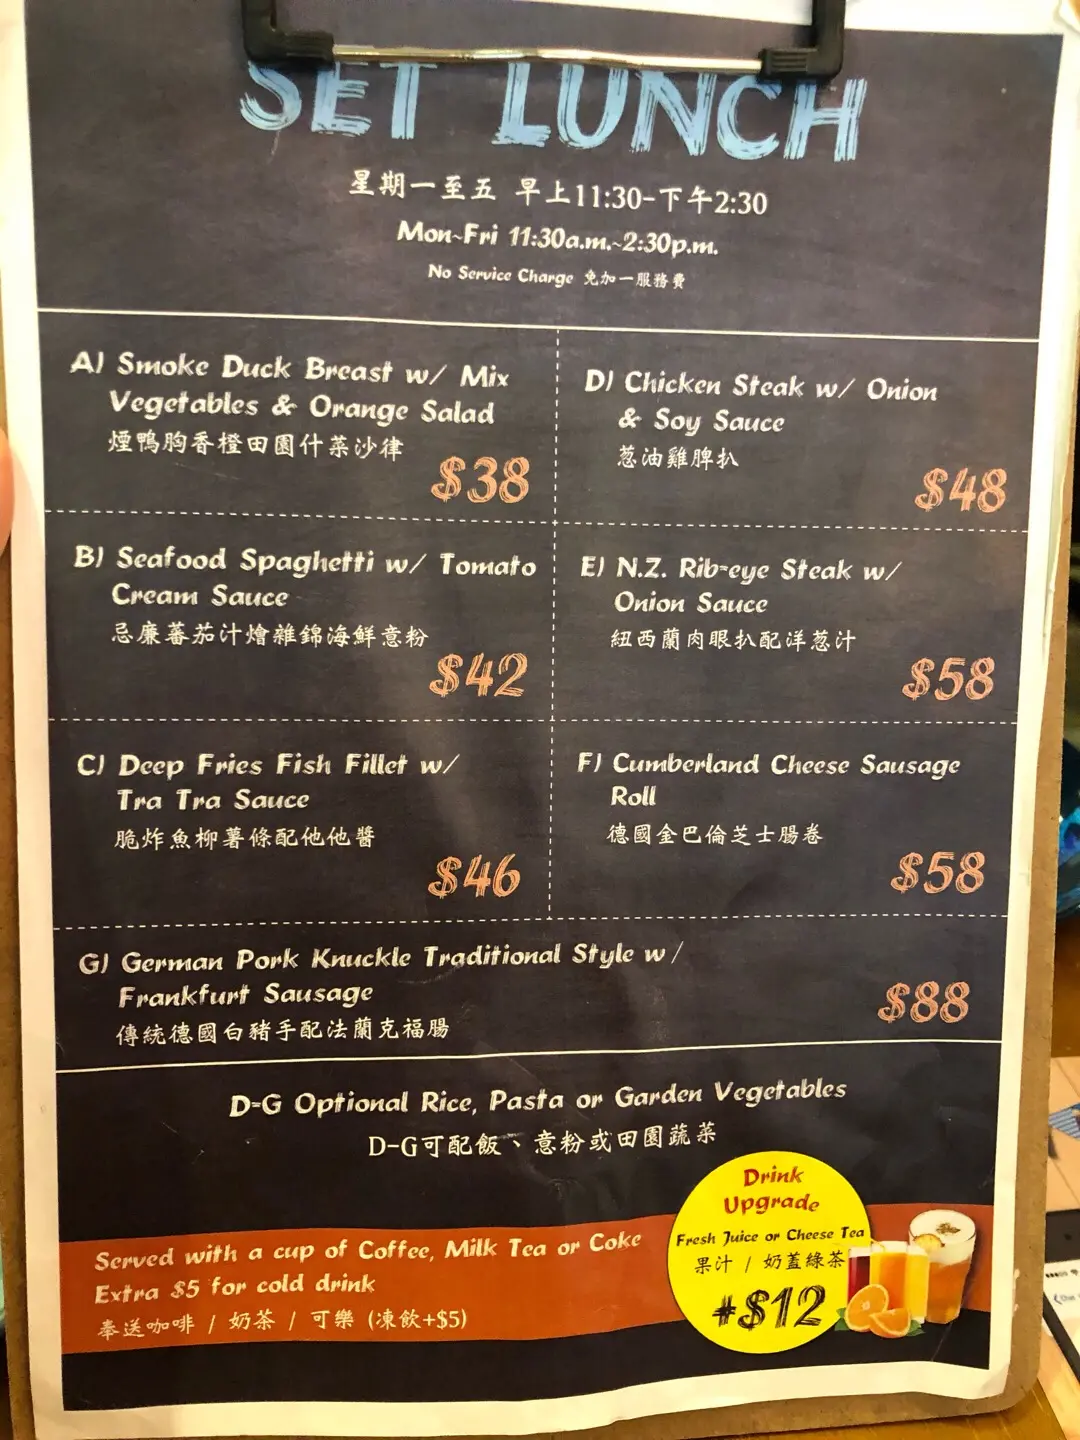 SET LUNCH
星期一至五 早上11:30-下午2:30
Mon~Fri 11:30a.m.~2:30p.m.
No Service Charge 免加一服務費
A) Smoke Duck Breast w/ Mix
Vegetables & Orange Salad
煙鴨胸香橙田園什菜沙律
$38
B) Seafood Spaghetti w/ Tomato
Cream Sauce
忌廉蕃茄汁燴雜錦海鮮意粉
$42
C) Deep Fries Fish Fillet w/
Tra Tra Sauce
脆炸魚柳薯條配他他醬
$46
D) Chicken Steak w/ Onion
& Soy Sauce
葱油雞脾扒
$48
E) N.Z. Rib-eye Steak w/
Onion Sauce
紐西蘭肉眼扒配洋葱汁
$58
F) Cumberland Cheese Sausage
Roll
德國金巴倫芝士腸卷
$58
G) German Pork Knuckle Traditional Style w/
Frankfurt Sausage
傳統德國白豬手配法蘭克福腸
$88
D-G Optional Rice, Pasta or Garden Vegetables
D-G可配飯、意粉或田園蔬菜
Served with a cup of Coffee, Milk Tea or Coke
Extra $5 for cold drink
奉送咖啡 / 奶茶 / 可樂 (凍飲+$5)
Drink
Upgrade
Fresh Juice or Cheese Tea
果汁 / 奶蓋綠茶
+$12